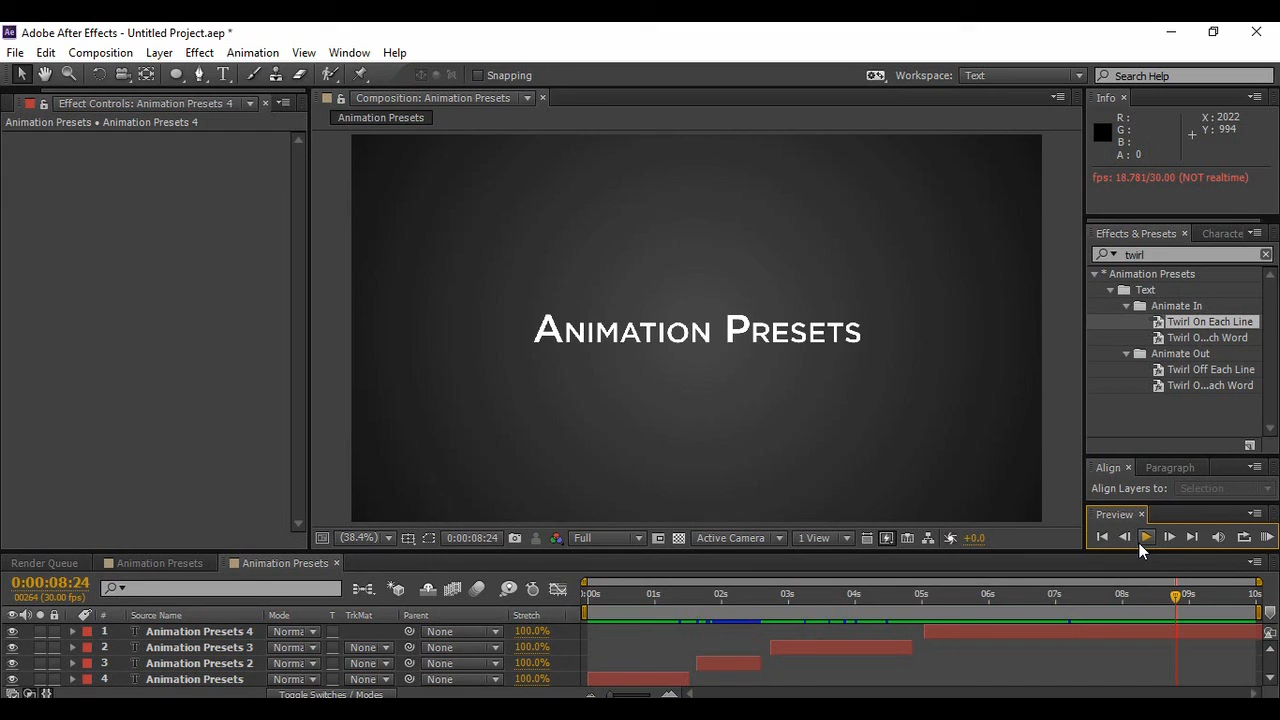 Ae Adobe After Effects - Untitled Project.aep *
File Edit Composition Layer Effect Animation View Window Help
T Snapping Workspace: Text Search Help
Effect Controls: Animation Presets 4
Composition: Animation Presets
Info
Animation Presets • Animation Presets 4
Animation Presets
R:
G:
B:
A: 0
X: 2022
Y: 994
fps: 18.781/30.00 (NOT realtime)
Effects & Presets Characte
twirl
* Animation Presets
Text
Animate In
Twirl On Each Line
Twirl O...ch Word
Animate Out
Twirl Off Each Line
Twirl O...ach Word
Animation Presets
Align Paragraph
Align Layers to: Selection
Preview
(38.4%) 0:00:08:24 Full Active Camera 1 View +0.0
Render Queue Animation Presets Animation Presets
0:00:08:24
00264 (30.00 fps)
:00s 01s 02s 03s 04s 05s 06s 07s 08s 09s 10s
# Source Name Mode T TrkMat Parent Stretch
1 T Animation Presets 4 Norma None 100.0%
2 T Animation Presets 3 Norma None None 100.0%
3 T Animation Presets 2 Norma None None 100.0%
4 T Animation Presets Norma None None 100.0%
Toggle Switches / Modes